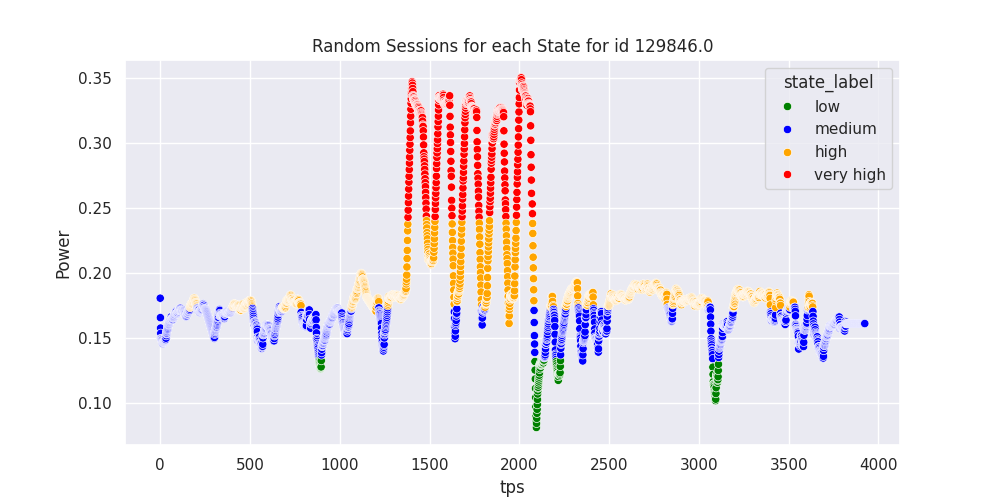 Random Sessions for each State for id 129846.0
Power
0.35
0.30
0.25
0.20
0.15
0.10
state_label
low
medium
high
very high
0 500 1000 1500 2000 2500 3000 3500 4000
tps